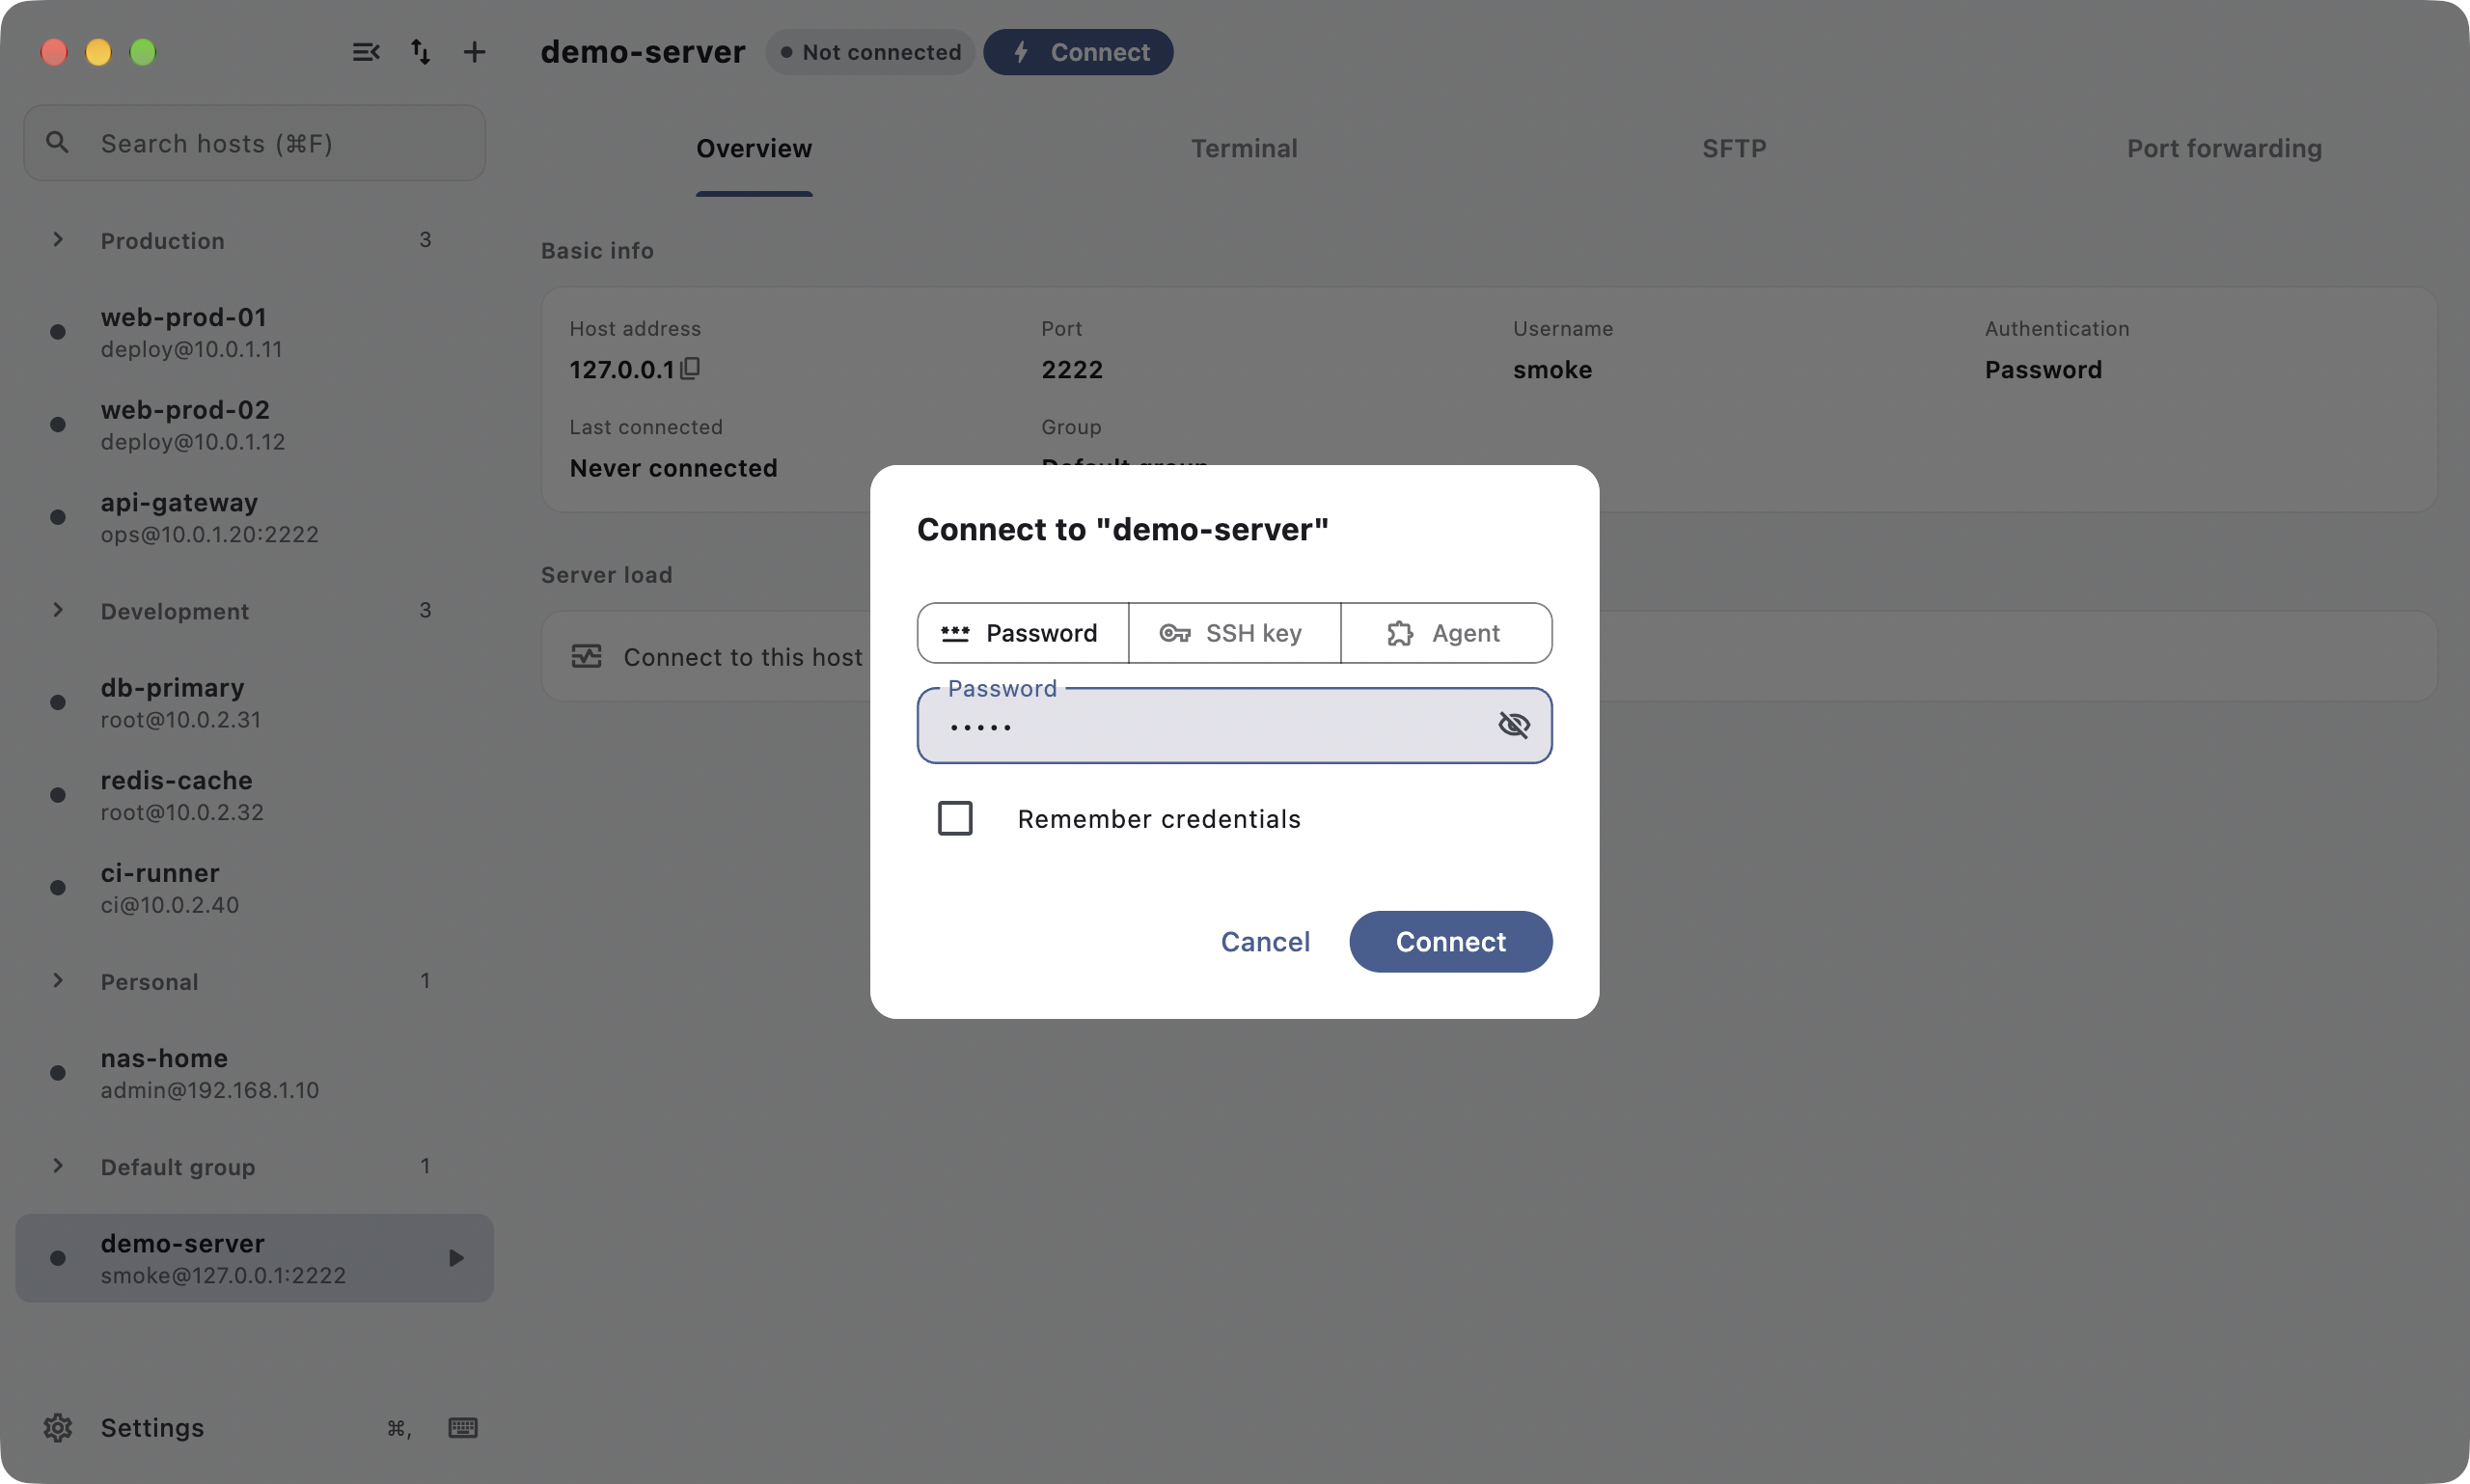 demo-server
Not connected
Connect
Search hosts (⌘F)
Overview
Terminal
SFTP
Port forwarding
Production
3
web-prod-01
deploy@10.0.1.11
web-prod-02
deploy@10.0.1.12
api-gateway
ops@10.0.1.20:2222
Development
3
db-primary
root@10.0.2.31
redis-cache
root@10.0.2.32
ci-runner
ci@10.0.2.40
Personal
1
nas-home
admin@192.168.1.10
Default group
1
demo-server
smoke@127.0.0.1:2222
Settings
⌘,
Basic info
Host address
Port
Username
Authentication
127.0.0.1
2222
smoke
Password
Last connected
Group
Never connected
Default group
Server load
Connect to this host
Connect to "demo-server"
Password
SSH key
Agent
Password
•••••
Remember credentials
Cancel
Connect